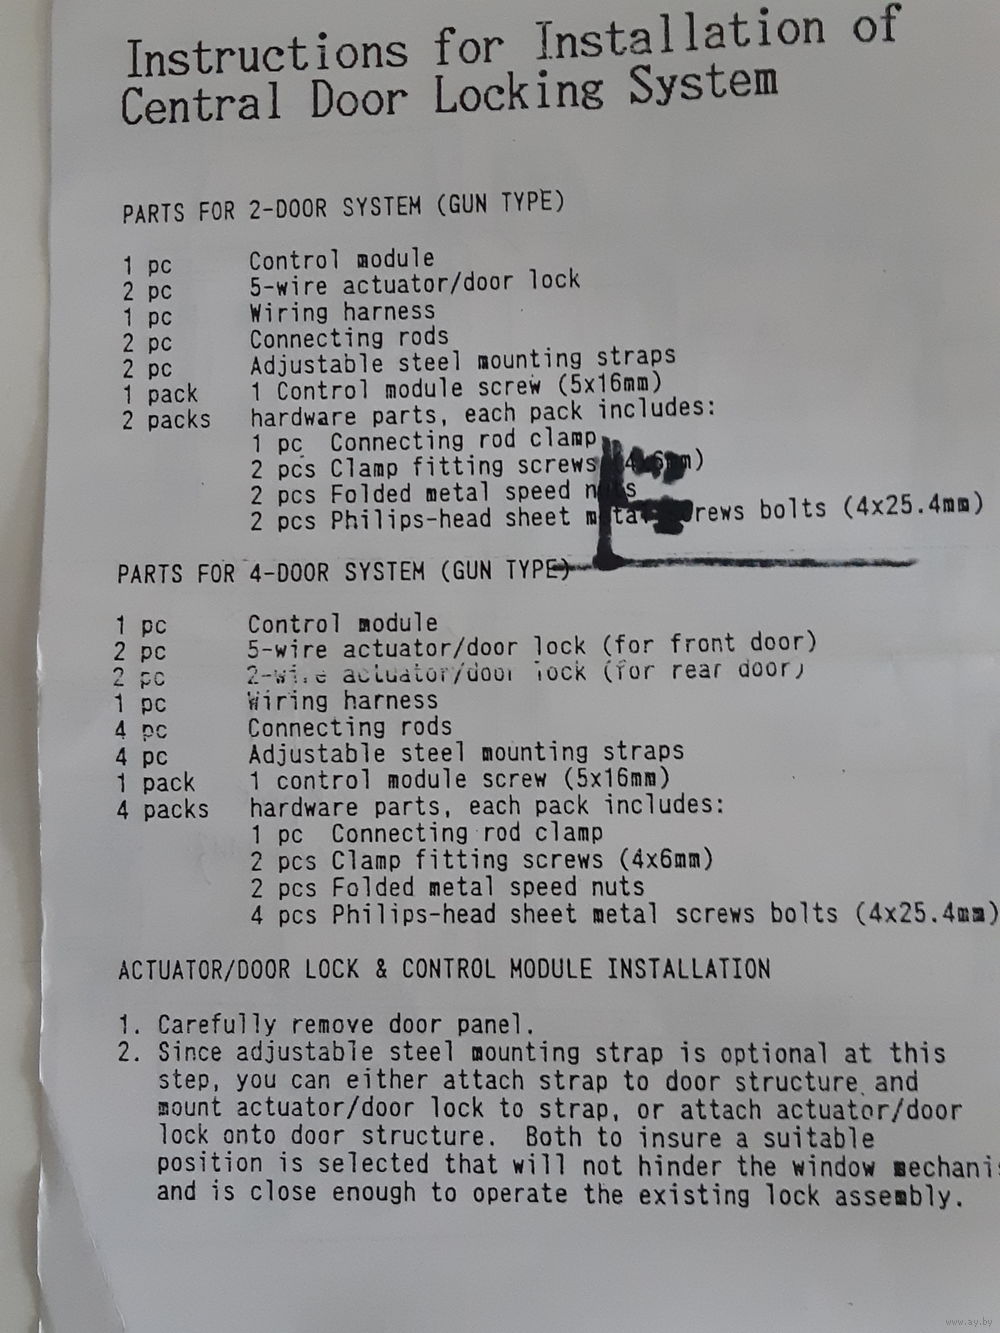 Instructions for Installation of
Central Door Locking System
PARTS FOR 2-DOOR SYSTEM (GUN TYPE)
1 pc Control module
2 pc 5-wire actuator/door lock
1 pc Wiring harness
2 pc Connecting rods
2 pc Adjustable steel mounting straps
1 pack 1 Control module screw (5x16mm)
2 packs hardware parts, each pack includes:
1 pc Connecting rod clamp
2 pcs Clamp fitting screws
2 pcs Folded metal speed nuts
2 pcs Philips-head sheet metal screws bolts (4x25.4mm)
PARTS FOR 4-DOOR SYSTEM (GUN TYPE)
1 pc Control module
2 pc 5-wire actuator/door lock (for front door)
2 pc 2-wire actuator/door lock (for rear door)
1 pc Wiring harness
4 pc Connecting rods
4 pc Adjustable steel mounting straps
1 pack 1 control module screw (5x16mm)
4 packs hardware parts, each pack includes:
1 pc Connecting rod clamp
2 pcs Clamp fitting screws (4x6mm)
2 pcs Folded metal speed nuts
4 pcs Philips-head sheet metal screws bolts (4x25.4mm)
ACTUATOR/DOOR LOCK & CONTROL MODULE INSTALLATION
1. Carefully remove door panel.
2. Since adjustable steel mounting strap is optional at this
step, you can either attach strap to door structure and
mount actuator/door lock to strap, or attach actuator/door
lock onto door structure. Both to insure a suitable
position is selected that will not hinder the window mechanis
and is close enough to operate the existing lock assembly.
www.ay.by